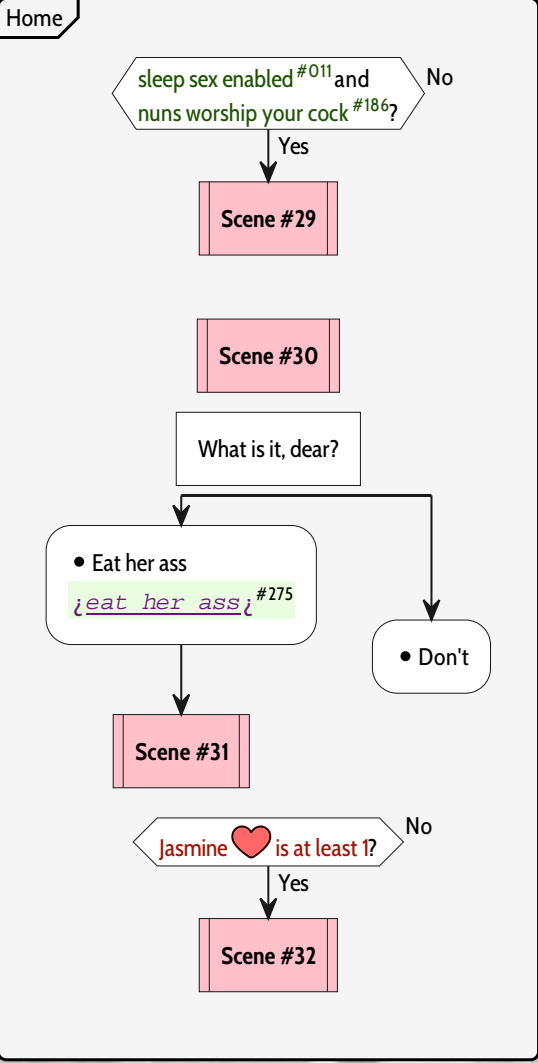 Home
sleep sex enabled #011 and
No
nuns worship your cock #186?
Yes
Scene #29
Scene #30
What is it, dear?
• Eat her ass
¿eat her ass¿ #275
• Don't
Scene #31
Jasmine ❤ is at least 1?
No
Yes
Scene #32